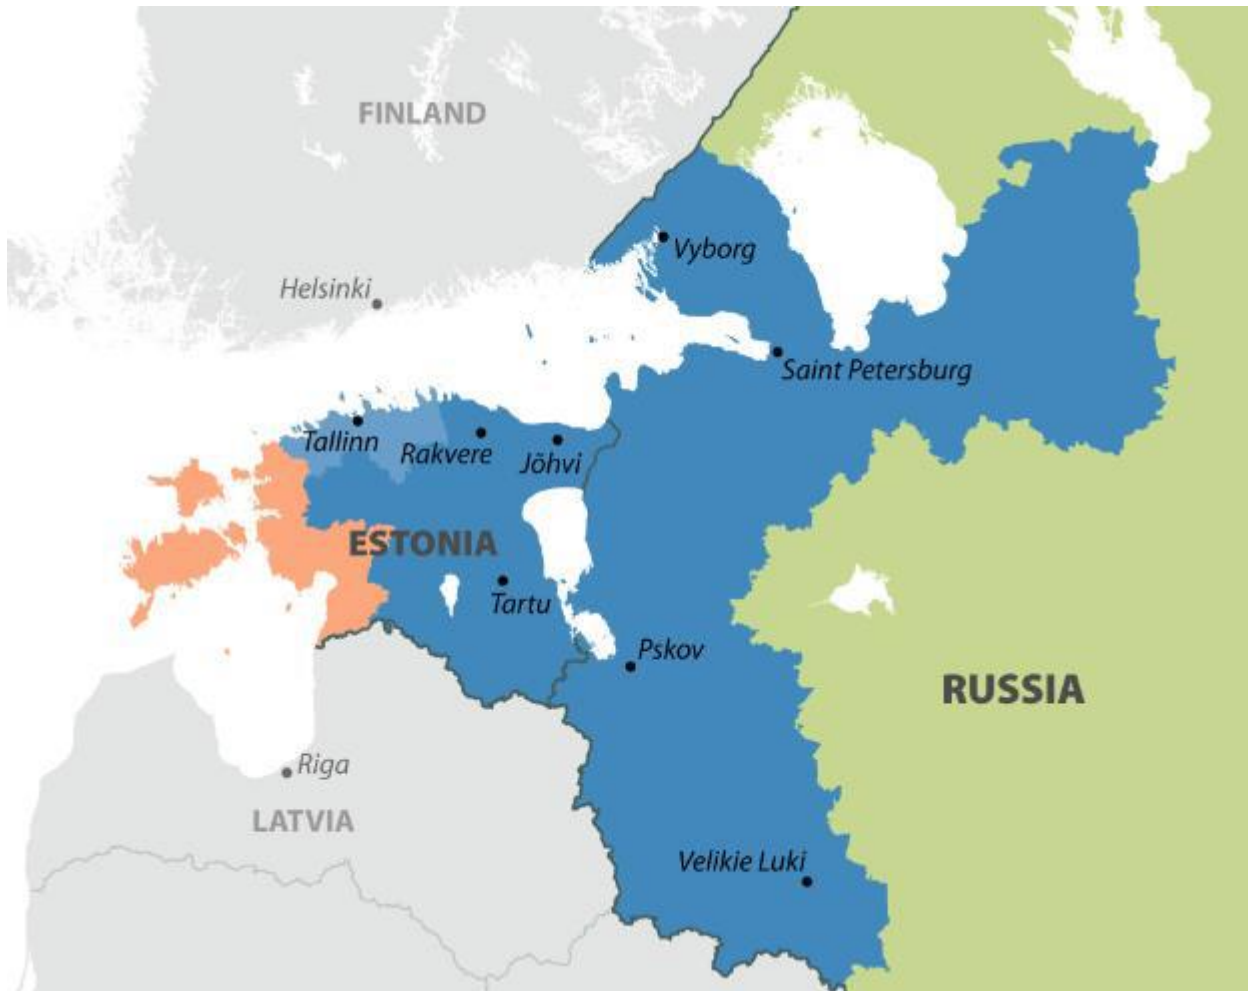 FINLAND
Vyborg
Helsinki
Saint Petersburg
Tallinn
Rakvere
Jõhvi
ESTONIA
Tartu
Pskov
RUSSIA
Riga
LATVIA
Velikie Luki